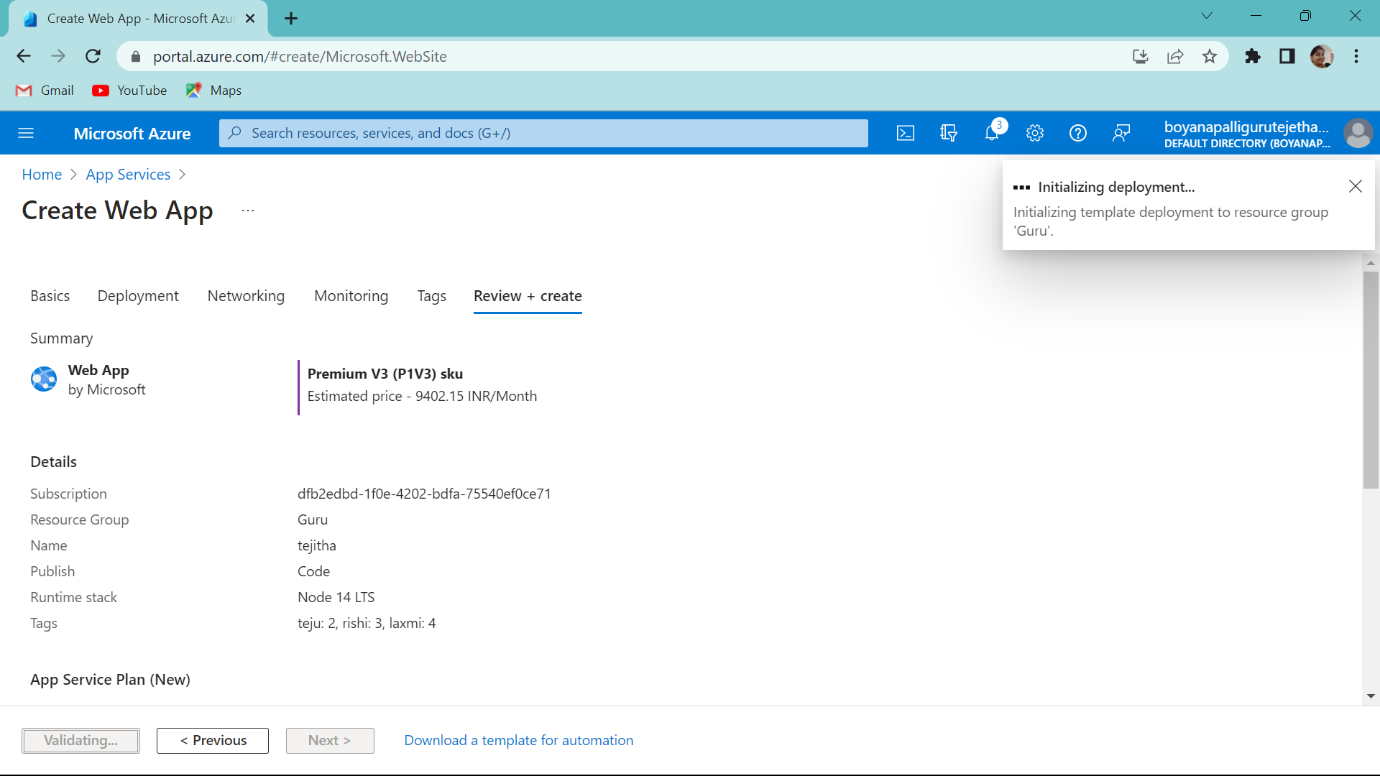 Create Web App - Microsoft Azu
portal.azure.com/#create/Microsoft.WebSite
Gmail YouTube Maps
Microsoft Azure
Search resources, services, and docs (G+/)
3
boyanapalligurutejetha...
DEFAULT DIRECTORY (BOYANAP...
Home > App Services >
Create Web App ...
Initializing deployment...
Initializing template deployment to resource group
'Guru'.
Basics Deployment Networking Monitoring Tags Review + create
Summary
Web App
by Microsoft
Premium V3 (P1V3) sku
Estimated price - 9402.15 INR/Month
Details
Subscription dfb2edbd-1f0e-4202-bdfa-75540ef0ce71
Resource Group Guru
Name tejitha
Publish Code
Runtime stack Node 14 LTS
Tags teju: 2, rishi: 3, laxmi: 4
App Service Plan (New)
Validating... < Previous Next > Download a template for automation